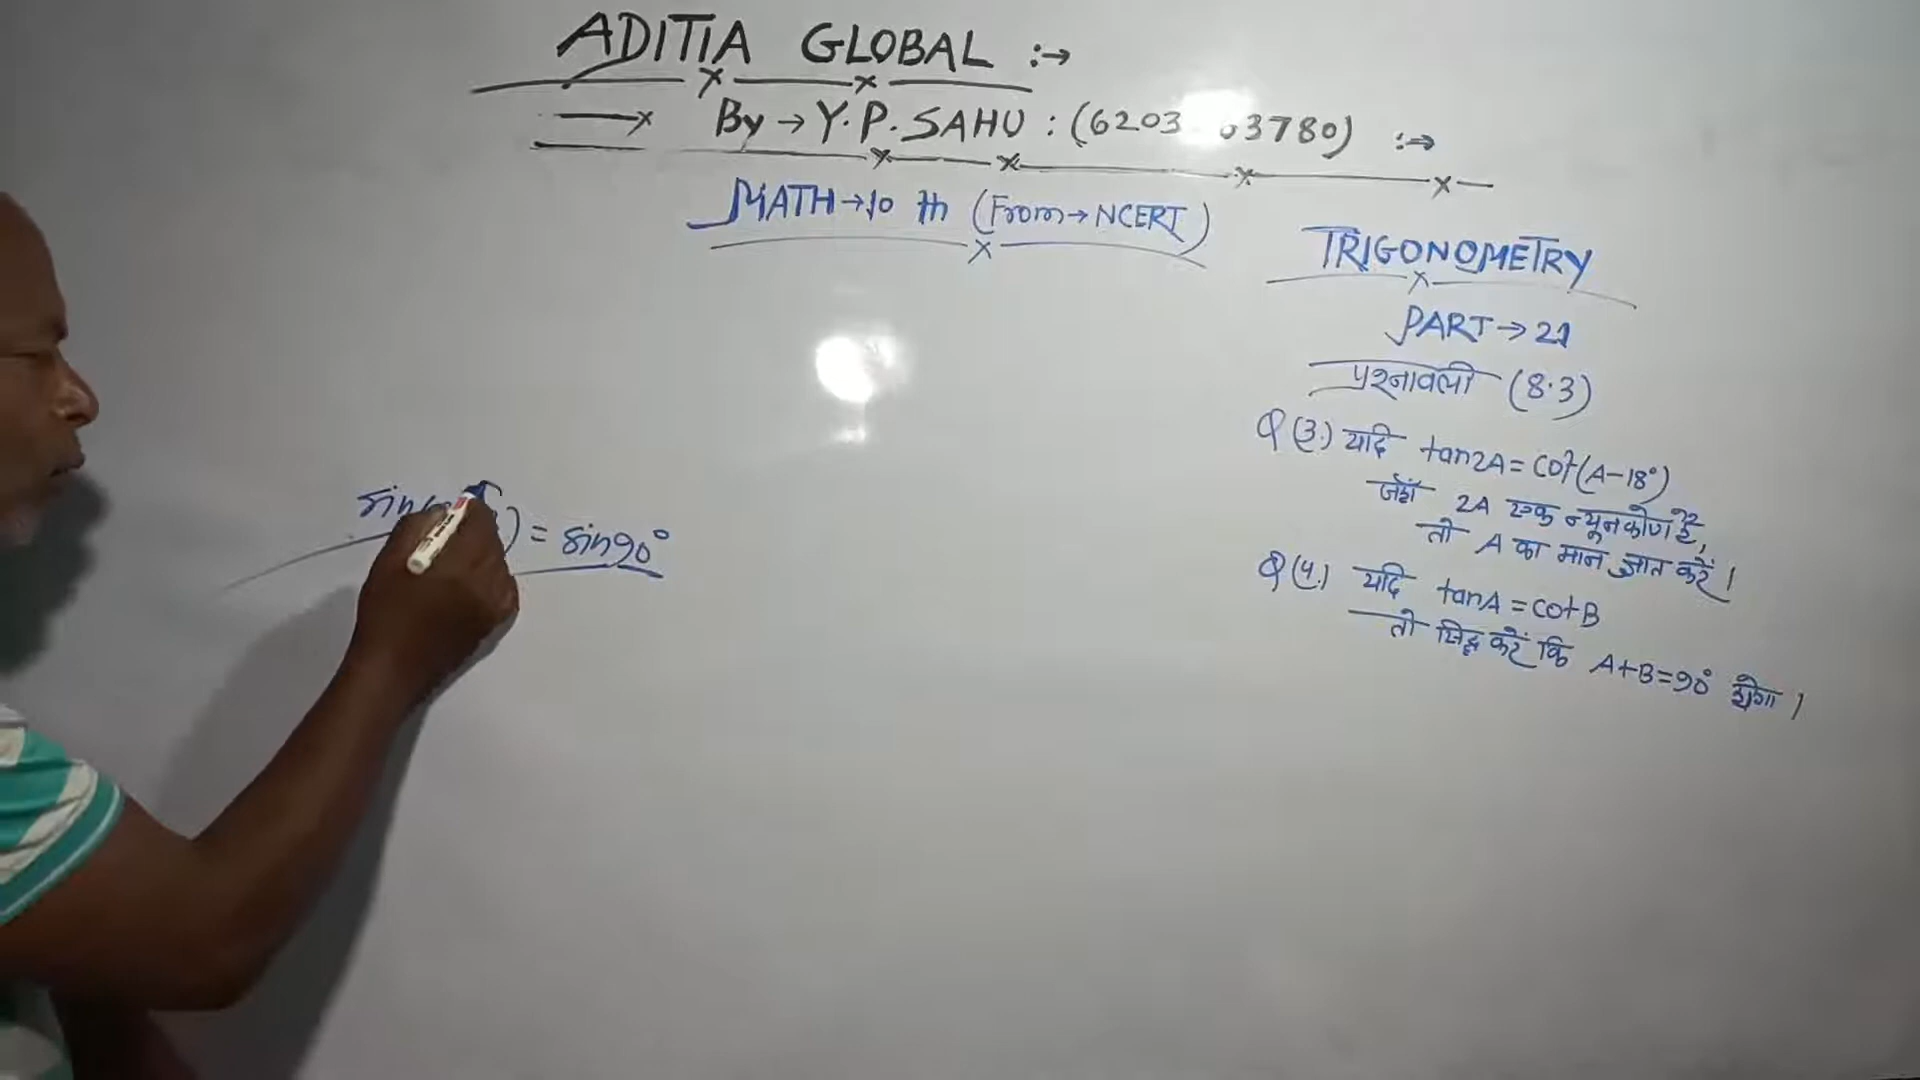 ADITIA GLOBAL :→
By → Y.P. SAHU : (6203 3780) :→
MATH → 10 th (From → NCERT)
TRIGONOMETRY
PART → 21
प्रश्नावली (8.3)
Q (3.) यदि tan2A = cot(A-18°)
जहाँ 2A एक न्यूनकोण है,
तो A का मान ज्ञात करें।
Q (4.) यदि tanA = cotB
तो सिद्ध करें कि A+B=90° होगा।
sin ) = sin90°